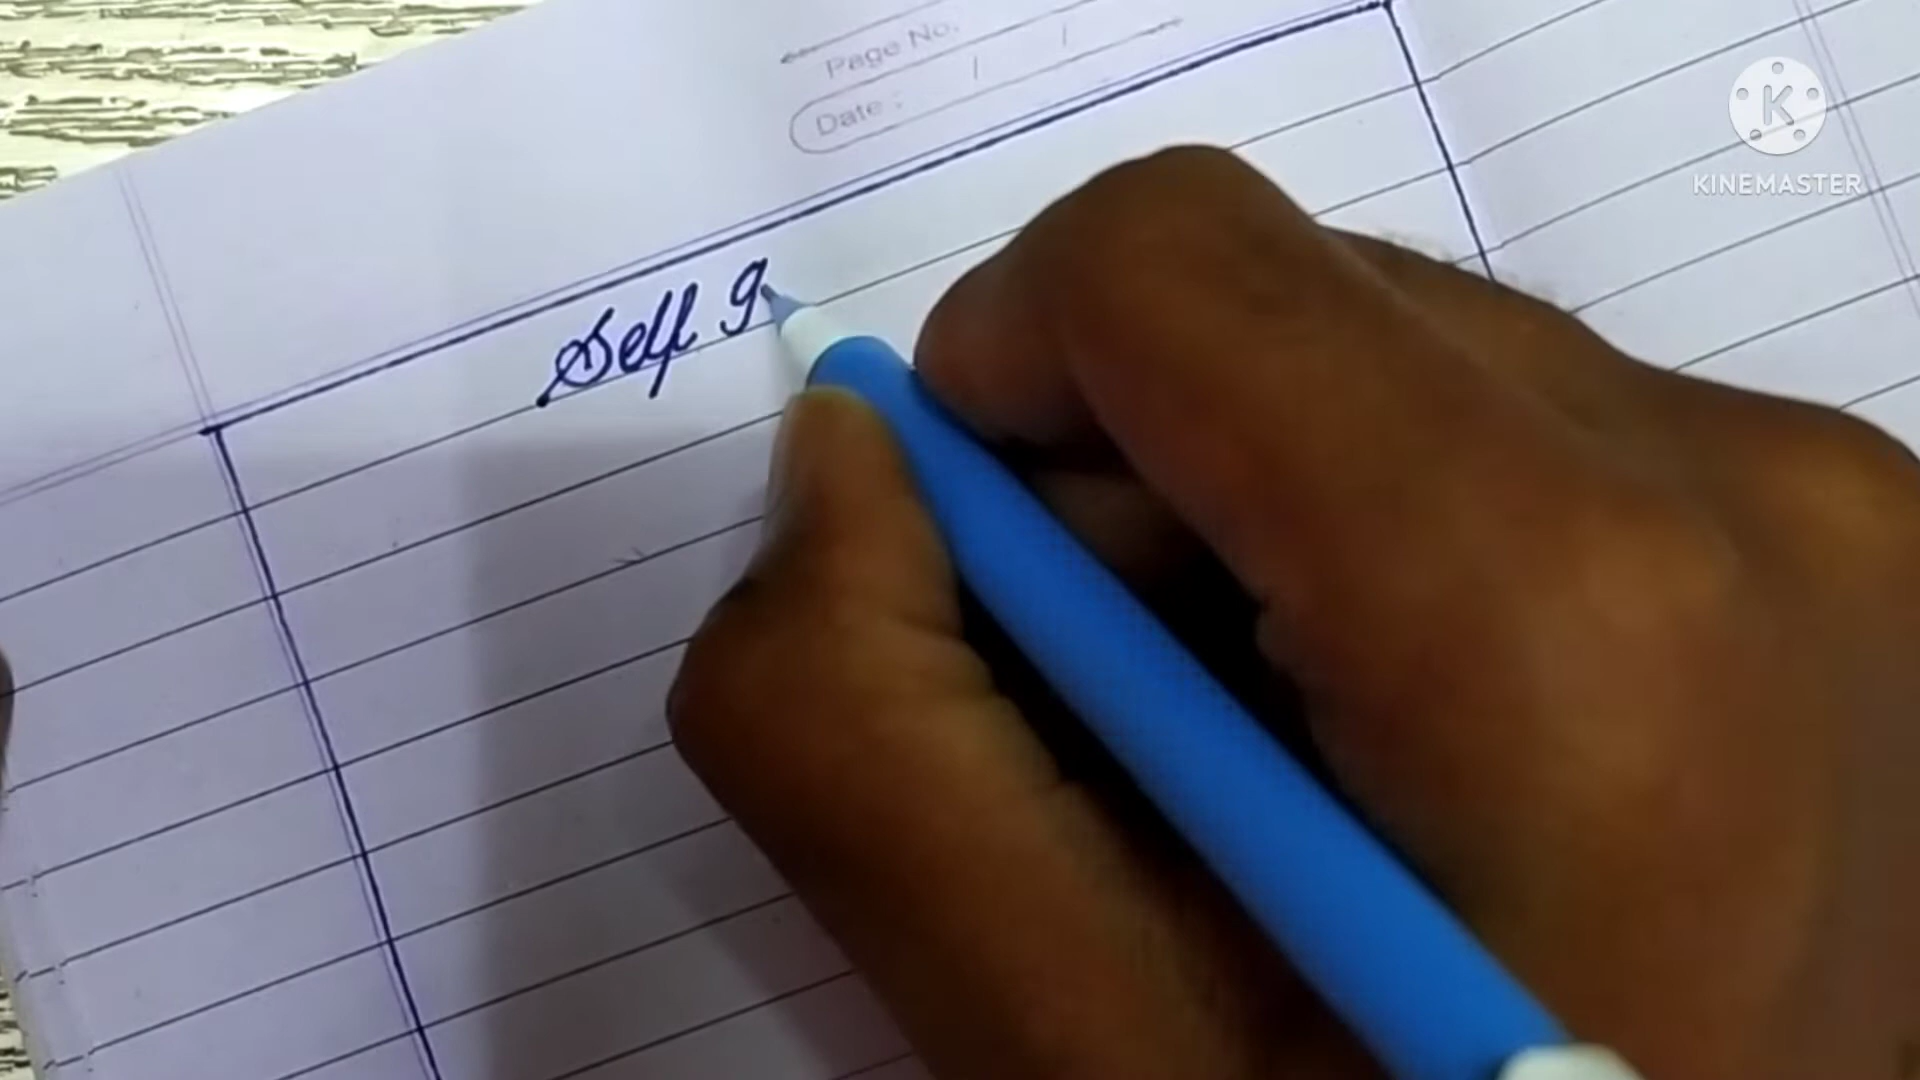 Page No.
Date : / /
Self g
K
KINEMASTER